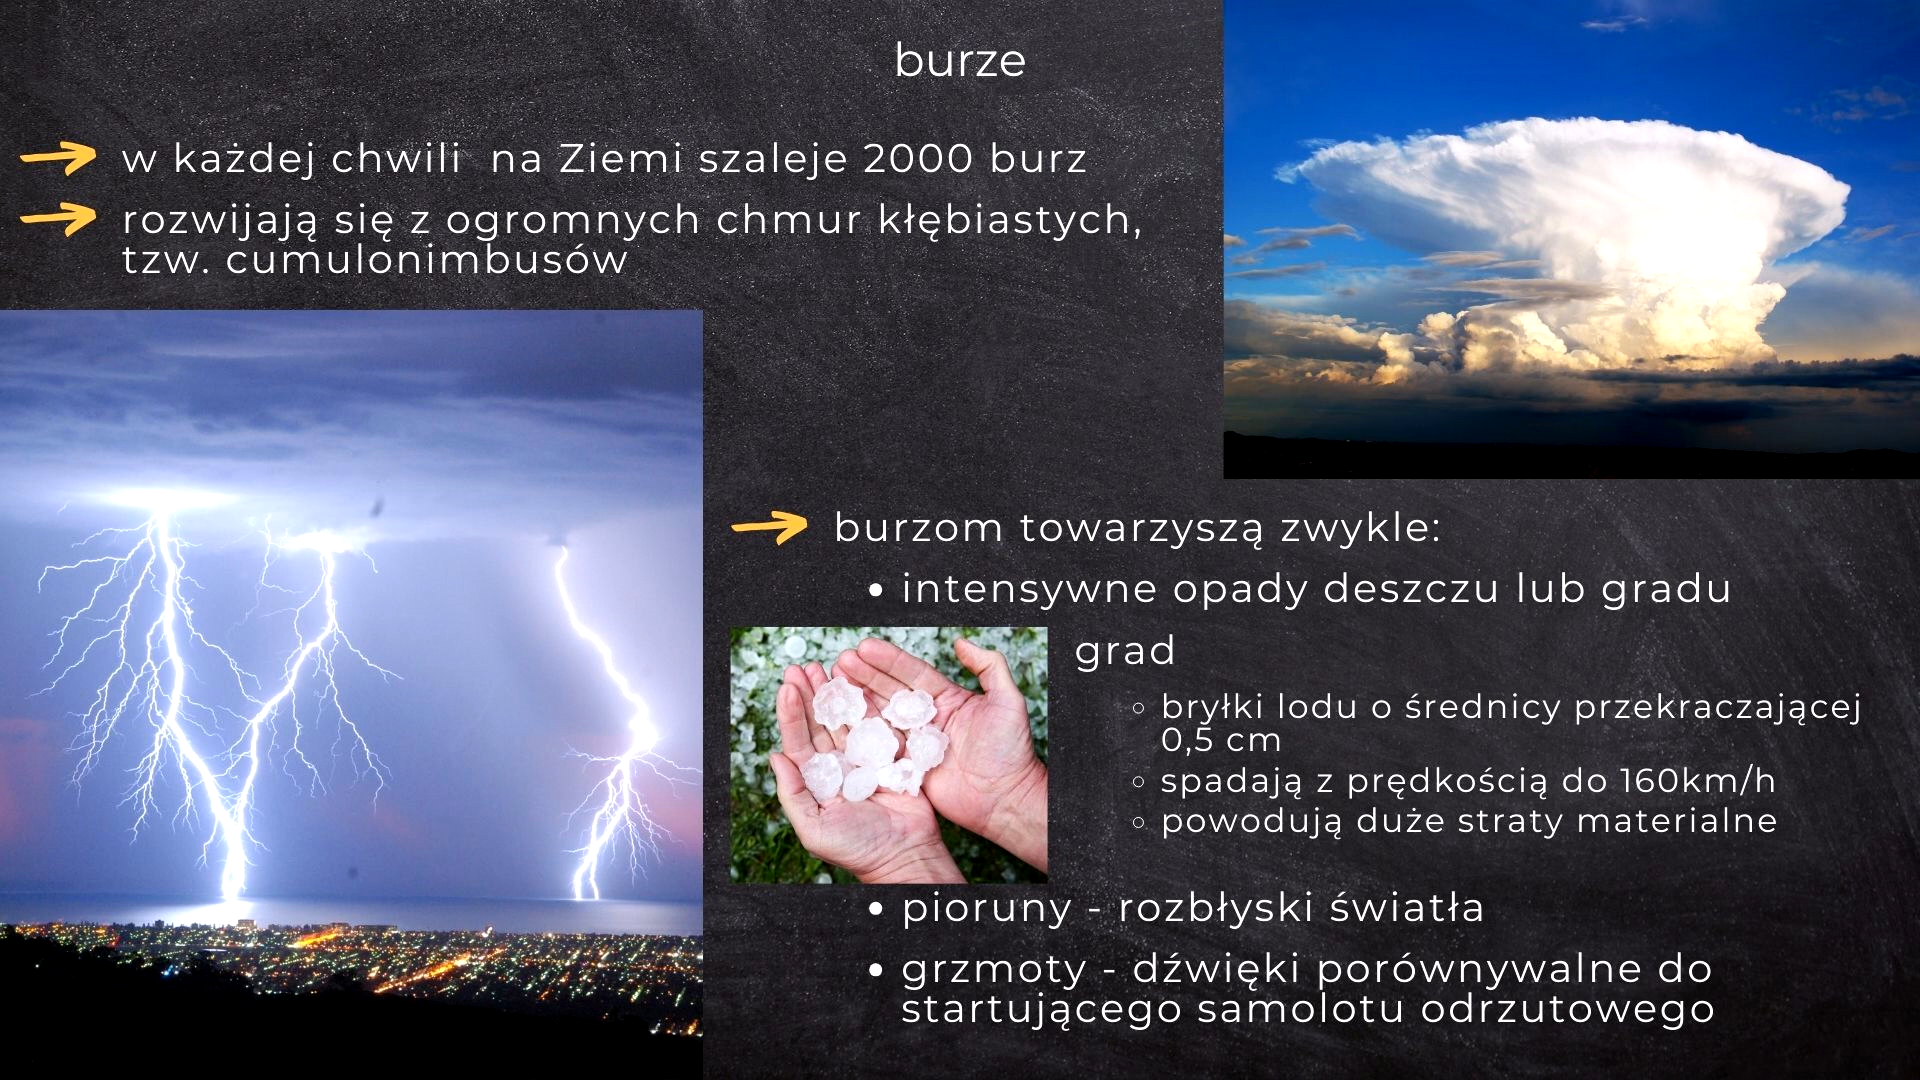 burze
w każdej chwili  na Ziemi szaleje 2000 burz
rozwijają się z ogromnych chmur kłębiastych,
tzw. cumulonimbusów
burzom towarzyszą zwykle:
intensywne opady deszczu lub gradu
grad
bryłki lodu o średnicy przekraczającej
0,5 cm
spadają z prędkością do 160km/h
powodują duże straty materialne
pioruny - rozbłyski światła
grzmoty - dźwięki porównywalne do
startującego samolotu odrzutowego